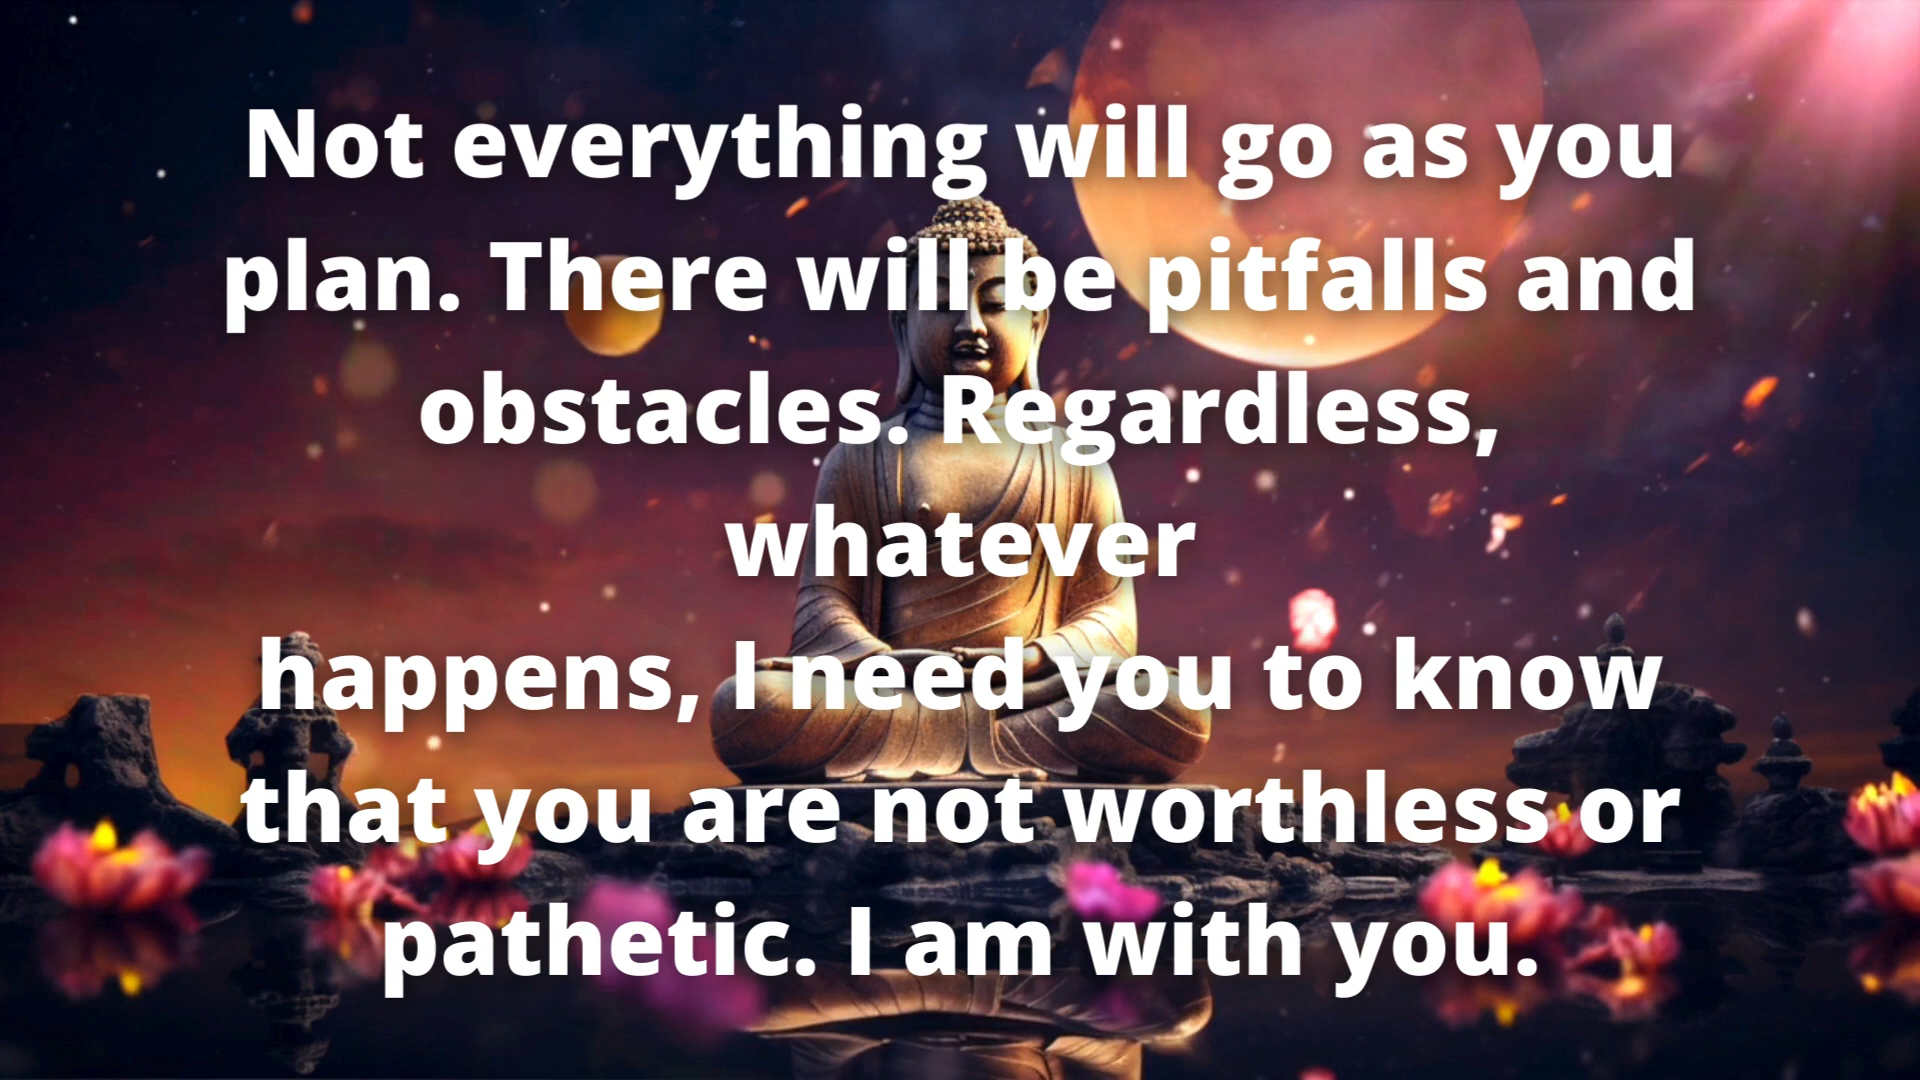 Not everything will go as you
plan. There will be pitfalls and
obstacles. Regardless,
whatever
happens, I need you to know
that you are not worthless or
pathetic. I am with you.